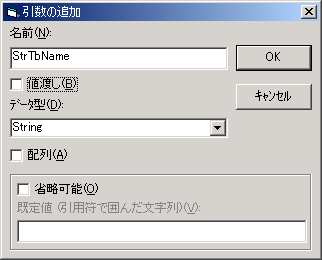 引数の追加
名前(N):
StrTbName
OK
値渡し(B)
キャンセル
データ型(D):
String
配列(A)
省略可能(O)
既定値 (引用符で囲んだ文字列)(V):